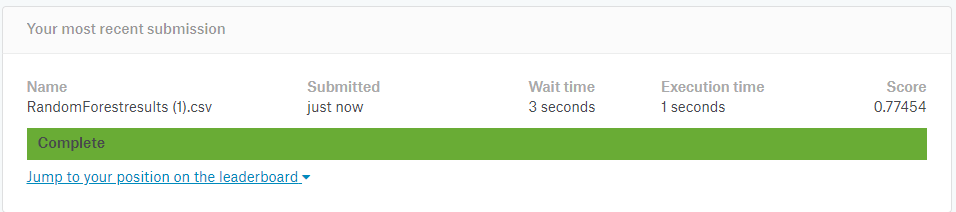 Your most recent submission
Name Submitted Wait time Execution time Score
RandomForestresults (1).csv just now 3 seconds 1 seconds 0.77454
Complete
Jump to your position on the leaderboard